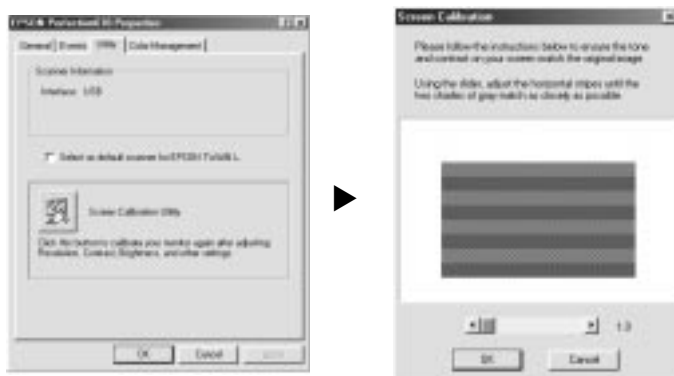 EPSON Perfection Properties
General Events Utility Color Management
Scanner Information
Interface: USB
Select as default scanner for EPSON TWAIN
Screen Calibration Utility
Click this button to calibrate your monitor again after adjusting
Resolution, Contrast, Brightness, and other settings.
OK Cancel Apply
Screen Calibration
Please follow the instructions below to ensure the tone
and contrast on your screen match the original image.
Using the slider, adjust the horizontal stripes until the
two shades of gray match as closely as possible.
OK Cancel